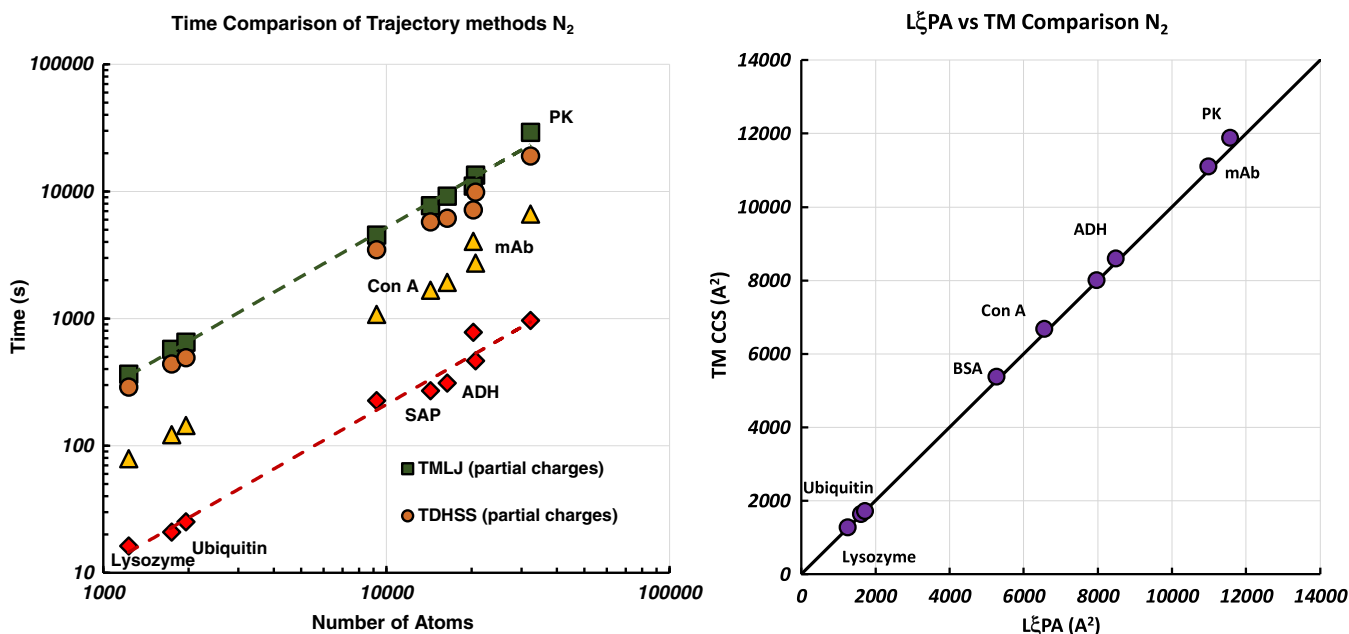 Time Comparison of Trajectory methods N₂
100000
10000
1000
100
10
Time (s)
PK
mAb
Con A
ADH
SAP
TMLJ (partial charges)
TDHSS (partial charges)
Ubiquitin
Lysozyme
1000
10000
100000
Number of Atoms
LξPA vs TM Comparison N₂
14000
12000
10000
8000
6000
4000
2000
0
TM CCS (A²)
PK
mAb
ADH
Con A
BSA
Ubiquitin
Lysozyme
0
2000
4000
6000
8000
10000
12000
14000
LξPA (A²)